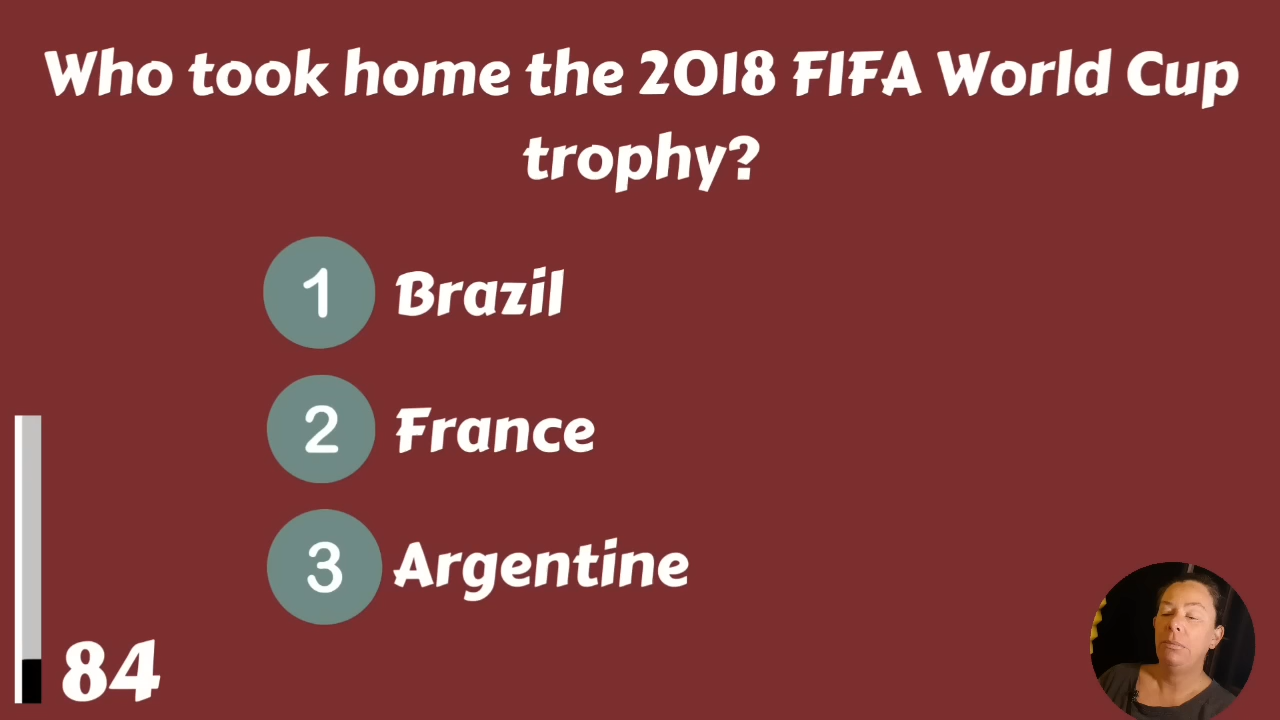 Who took home the 2018 FIFA World Cup
trophy?
1 Brazil
2 France
3 Argentine
84